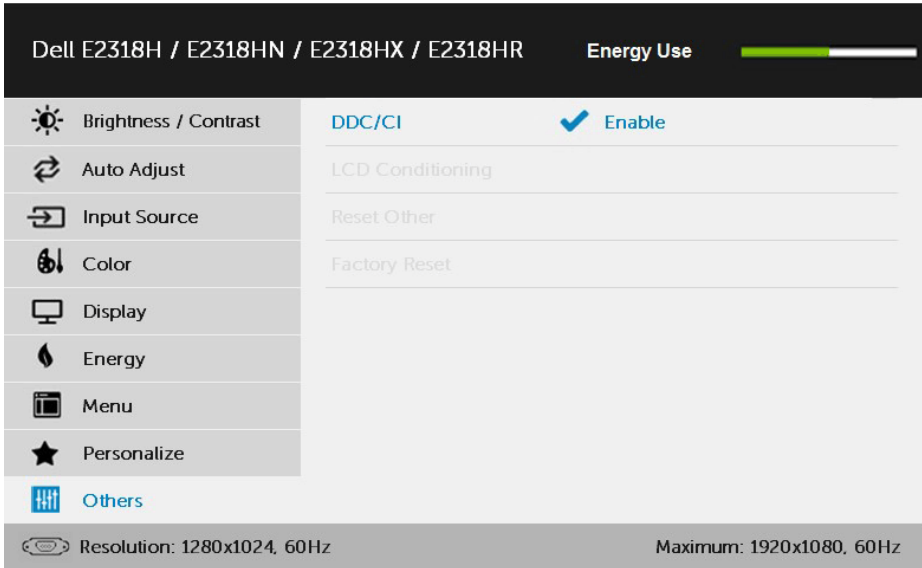 Dell E2318H / E2318HN / E2318HX / E2318HR
Energy Use
Brightness / Contrast
DDC/CI
Enable
Auto Adjust
LCD Conditioning
Input Source
Reset Other
Color
Factory Reset
Display
Energy
Menu
Personalize
Others
Resolution: 1280x1024, 60Hz
Maximum: 1920x1080, 60Hz